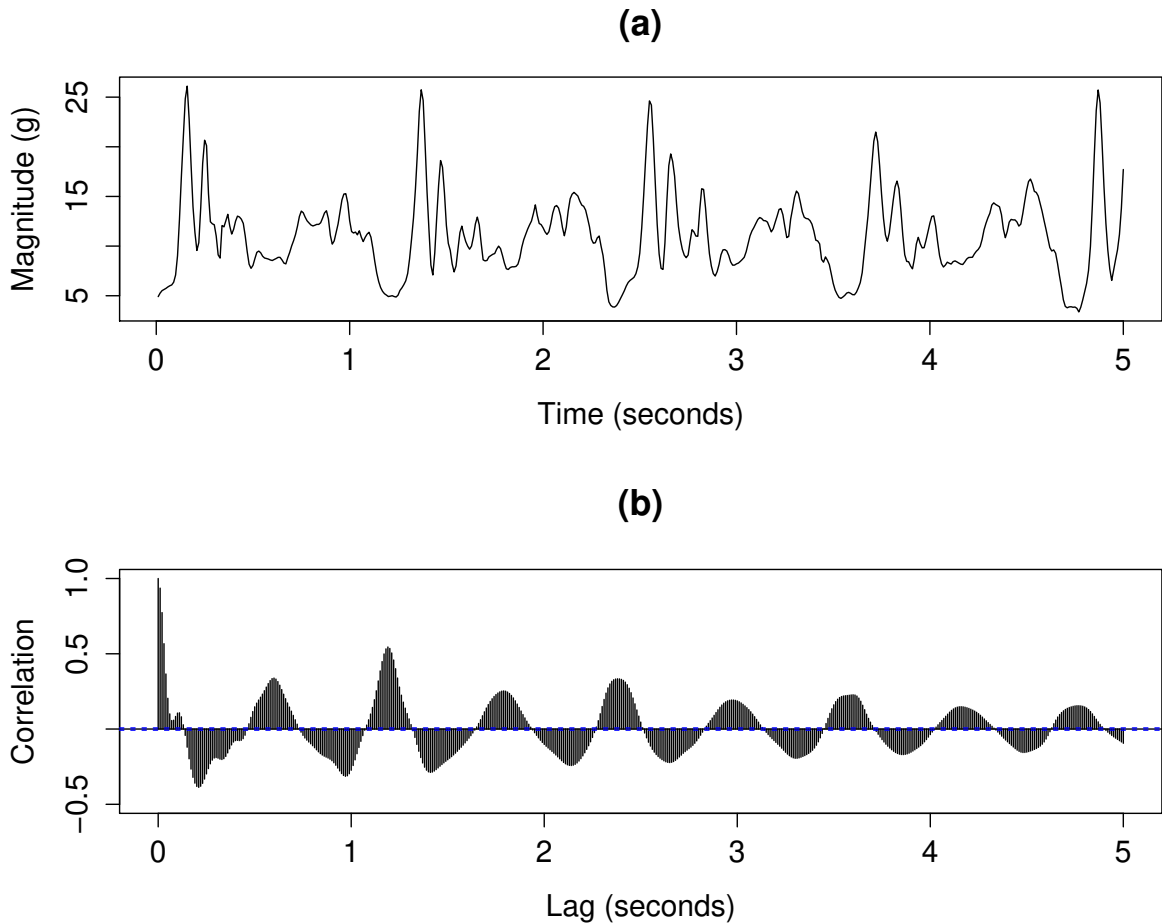 (a)
Magnitude (g)
25
15
5
0 1 2 3 4 5
Time (seconds)
(b)
Correlation
1.0
0.5
−0.5
0 1 2 3 4 5
Lag (seconds)